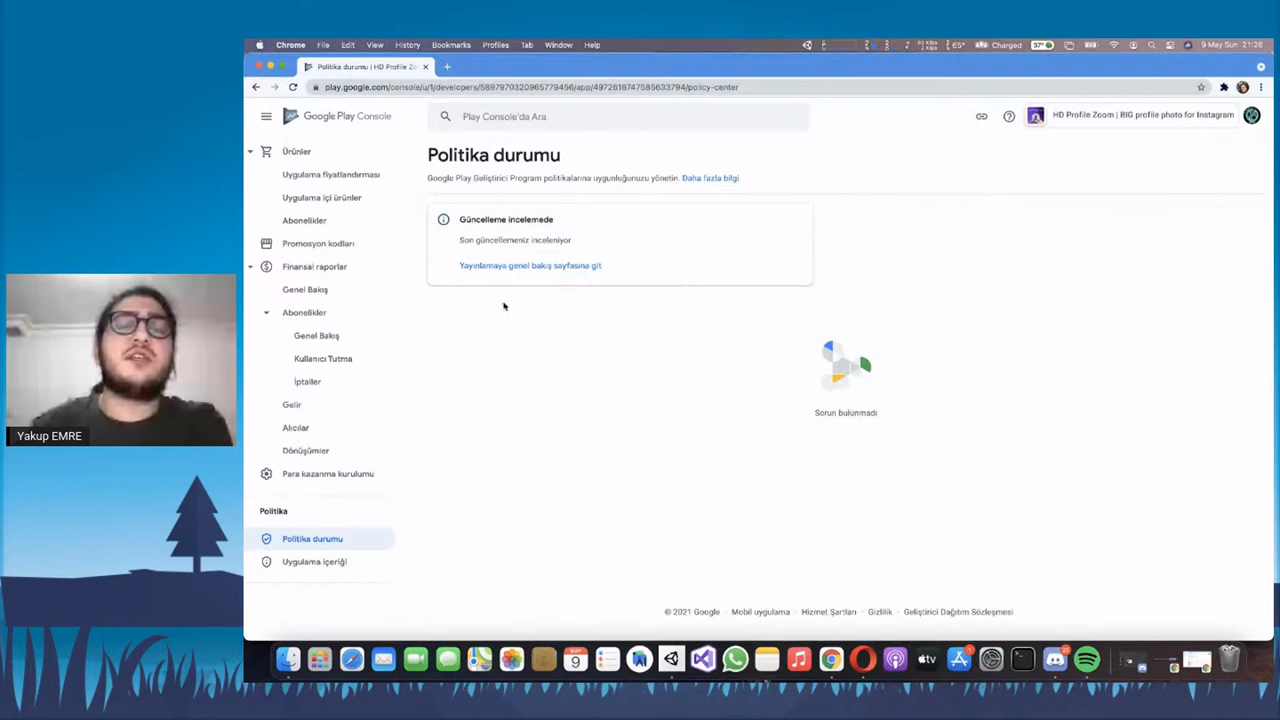 Chrome File Edit View History Bookmarks Profiles Tab Window Help
65° Charged 37° 9 May Sun 21:26
Politika durumu | HD Profile Zo
play.google.com/console/u/1/developers/5897970320965779456/app/4972616747585633794/policy-center
Google Play Console
Play Console'da Ara
HD Profile Zoom | BIG profile photo for Instagram
Ürünler
Uygulama fiyatlandırması
Uygulama içi ürünler
Abonelikler
Promosyon kodları
Finansal raporlar
Genel Bakış
Abonelikler
Genel Bakış
Kullanıcı Tutma
İptaller
Gelir
Alıcılar
Dönüşümler
Para kazanma kurulumu
Politika
Politika durumu
Uygulama içeriği
Politika durumu
Google Play Geliştirici Program politikalarına uygunluğunuzu yönetin. Daha fazla bilgi
Güncelleme incelemede
Son güncellemeniz inceleniyor
Yayınlamaya genel bakış sayfasına git
Sorun bulunmadı
© 2021 Google · Mobil uygulama · Hizmet Şartları · Gizlilik · Geliştirici Dağıtım Sözleşmesi
Yakup EMRE
MAY
9
tv